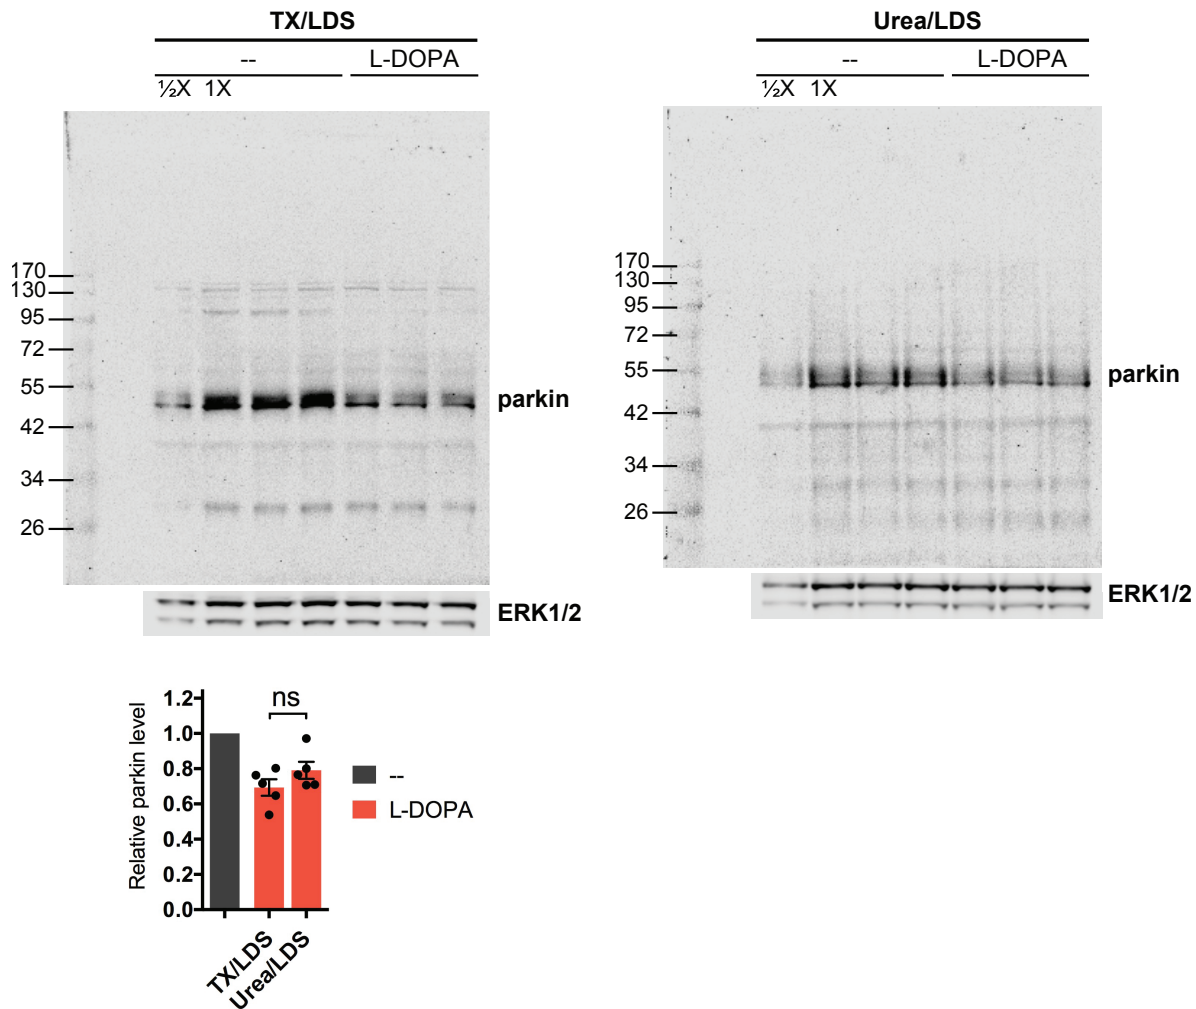 TX/LDS
-- L-DOPA
½X 1X
170
130
95
72
55
42
34
26
parkin
ERK1/2
Urea/LDS
-- L-DOPA
½X 1X
170
130
95
72
55
42
34
26
parkin
ERK1/2
Relative parkin level
1.2
1.0
0.8
0.6
0.4
0.2
0.0
ns
TX/LDS
Urea/LDS
--
L-DOPA